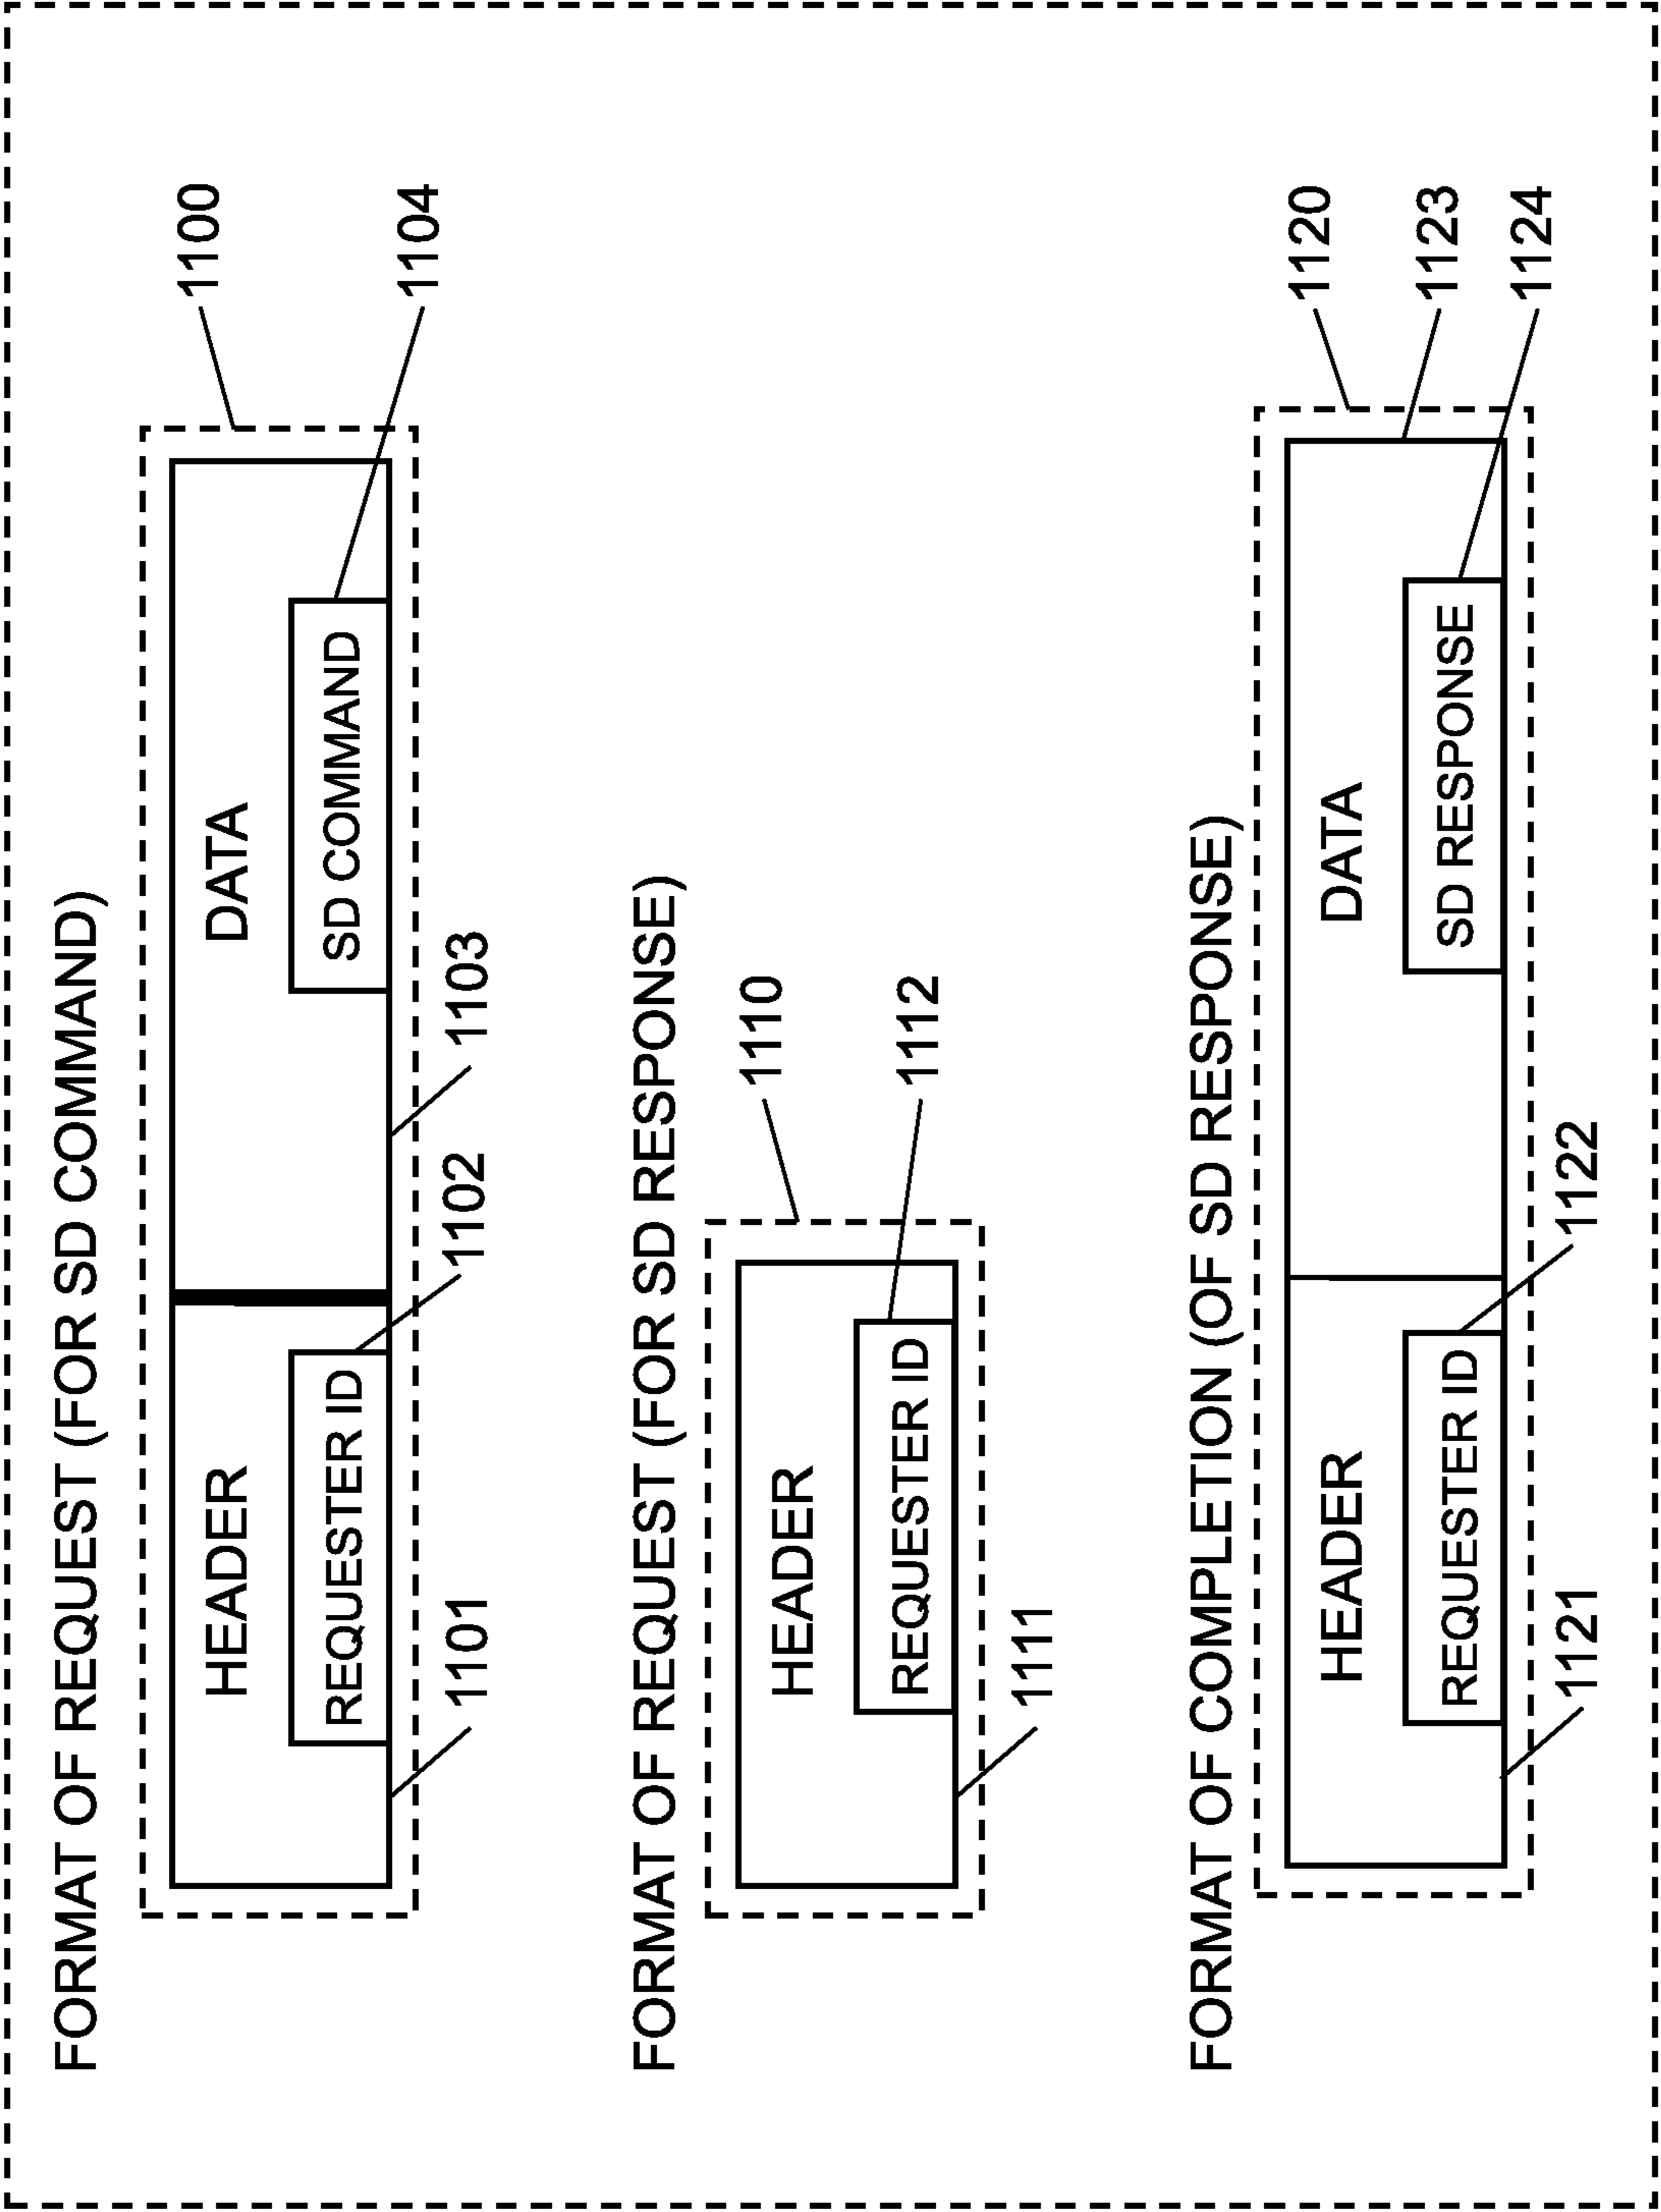 FORMAT OF REQUEST (FOR SD COMMAND)
1100
HEADER
DATA
1104
REQUESTER ID
SD COMMAND
1101
1102
1103
FORMAT OF REQUEST (FOR SD RESPONSE)
1110
HEADER
1112
REQUESTER ID
1111
FORMAT OF COMPLETION (OF SD RESPONSE)
1120
HEADER
DATA
1123
REQUESTER ID
SD RESPONSE
1124
1121
1122